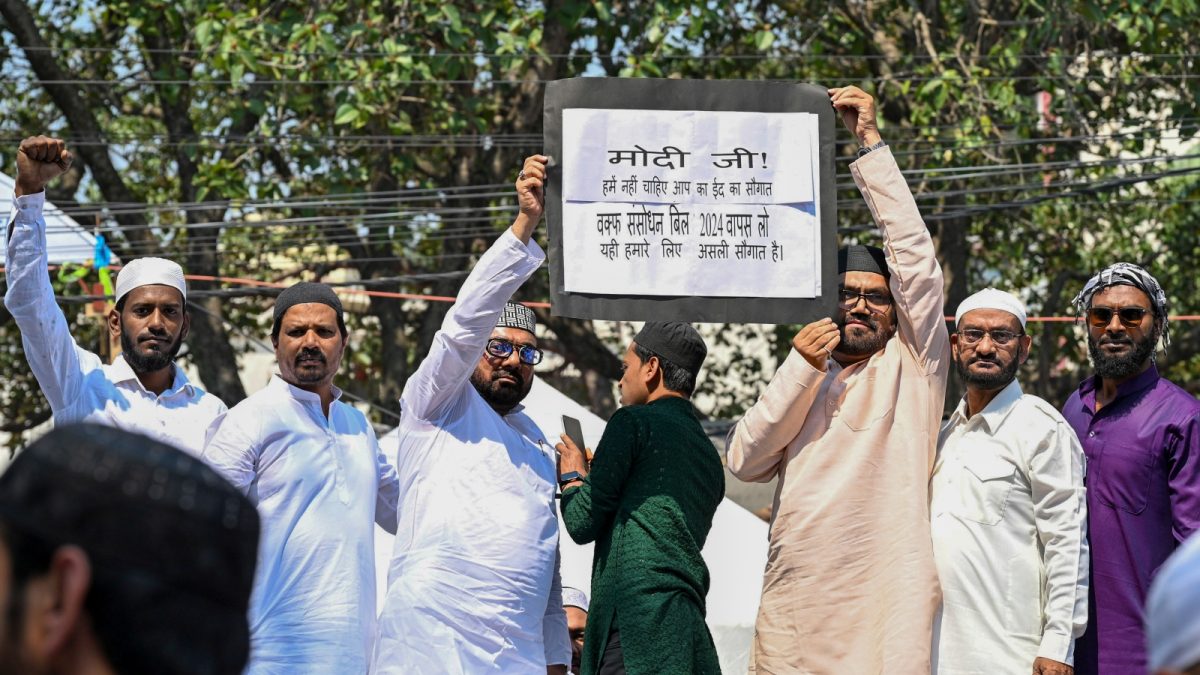 मोदी जी!
हमें नहीं चाहिए आप का ईद का सौगात
वक्फ संसोधन बिल 2024 वापस लो
यही हमारे लिए असली सौगात है।